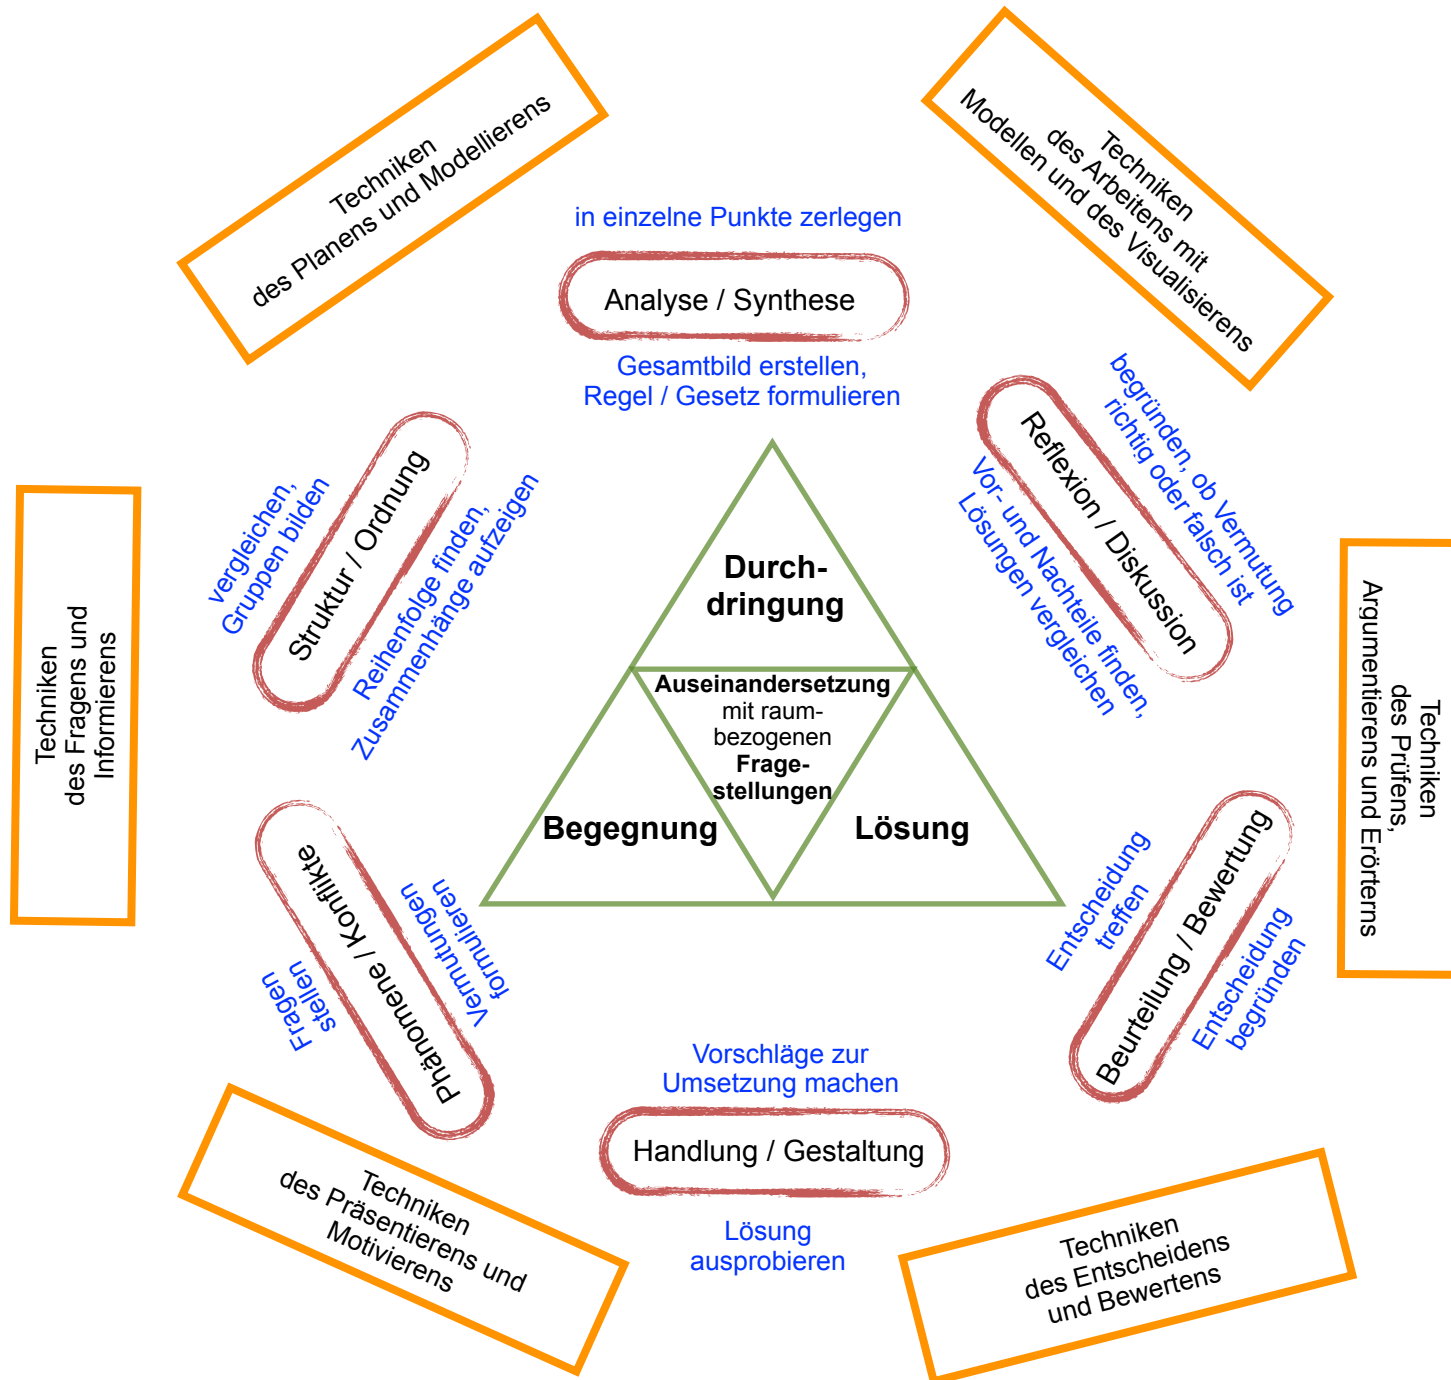 Techniken
des Planens und Modellierens
Techniken
des Arbeitens mit
Modellen und des Visualisierens
in einzelne Punkte zerlegen
Analyse / Synthese
Gesamtbild erstellen,
Regel / Gesetz formulieren
vergleichen,
Gruppen bilden
Struktur / Ordnung
Reihenfolge finden,
Zusammenhänge aufzeigen
begründen, ob Vermutung
richtig oder falsch ist
Reflexion / Diskussion
Vor- und Nachteile finden,
Lösungen vergleichen
Techniken
des Fragens und
Informierens
Durch-
dringung
Auseinandersetzung
mit raum-
bezogenen
Frage-
stellungen
Begegnung
Lösung
Techniken
des Prüfens,
Argumentierens und Erörterns
Vermutungen
formulieren
Phänomene / Konflikte
Fragen
stellen
Entscheidung
treffen
Beurteilung / Bewertung
Entscheidung
begründen
Vorschläge zur
Umsetzung machen
Handlung / Gestaltung
Lösung
ausprobieren
Techniken
des Präsentierens und
Motivierens
Techniken
des Entscheidens
und Bewertens